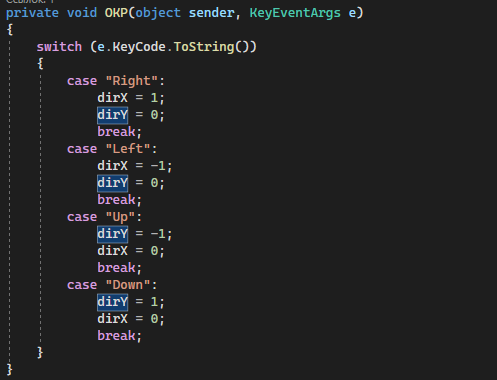 private void OKP(object sender, KeyEventArgs e)
{
    switch (e.KeyCode.ToString())
    {
        case "Right":
            dirX = 1;
            dirY = 0;
            break;
        case "Left":
            dirX = -1;
            dirY = 0;
            break;
        case "Up":
            dirY = -1;
            dirX = 0;
            break;
        case "Down":
            dirY = 1;
            dirX = 0;
            break;
    }
}